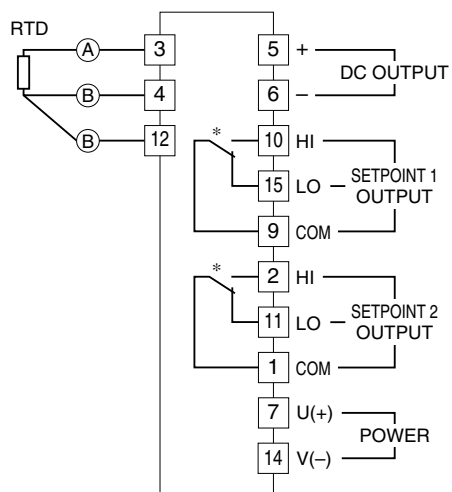 RTD
A 3
B 4
B 12
5 +
DC OUTPUT
6 –
* 10 HI
15 LO SETPOINT 1
OUTPUT
9 COM
* 2 HI
11 LO SETPOINT 2
OUTPUT
1 COM
7 U(+)
POWER
14 V(–)